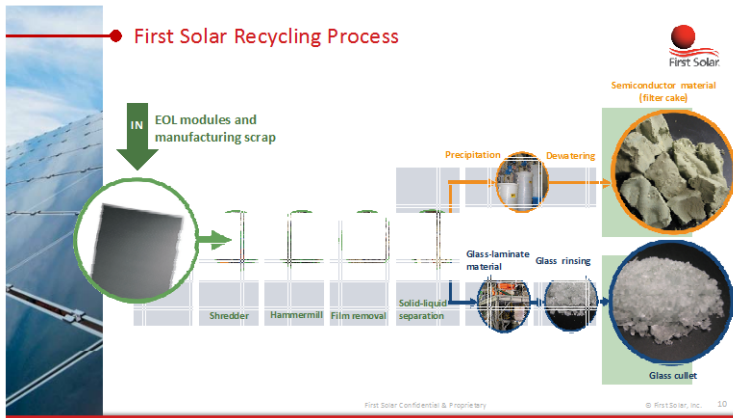 First Solar Recycling Process
First Solar.
IN
EOL modules and
manufacturing scrap
Semiconductor material
(filter cake)
Precipitation
Dewatering
Glass-laminate
material
Glass rinsing
Shredder
Hammermill
Film removal
Solid-liquid
separation
Glass cullet
First Solar Confidential & Proprietary
© First Solar, Inc.
10